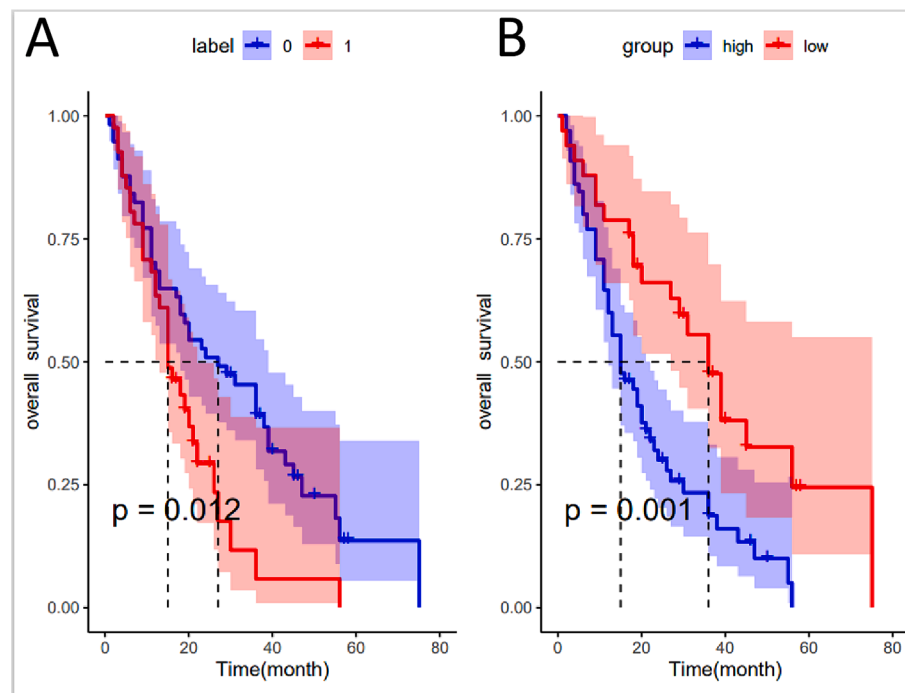 A
label 0 1
1.00
0.75
0.50
0.25
0.00
overall survival
p = 0.012
0 20 40 60 80
Time(month)
B
group high low
1.00
0.75
0.50
0.25
0.00
overall survival
p = 0.001
0 20 40 60 80
Time(month)